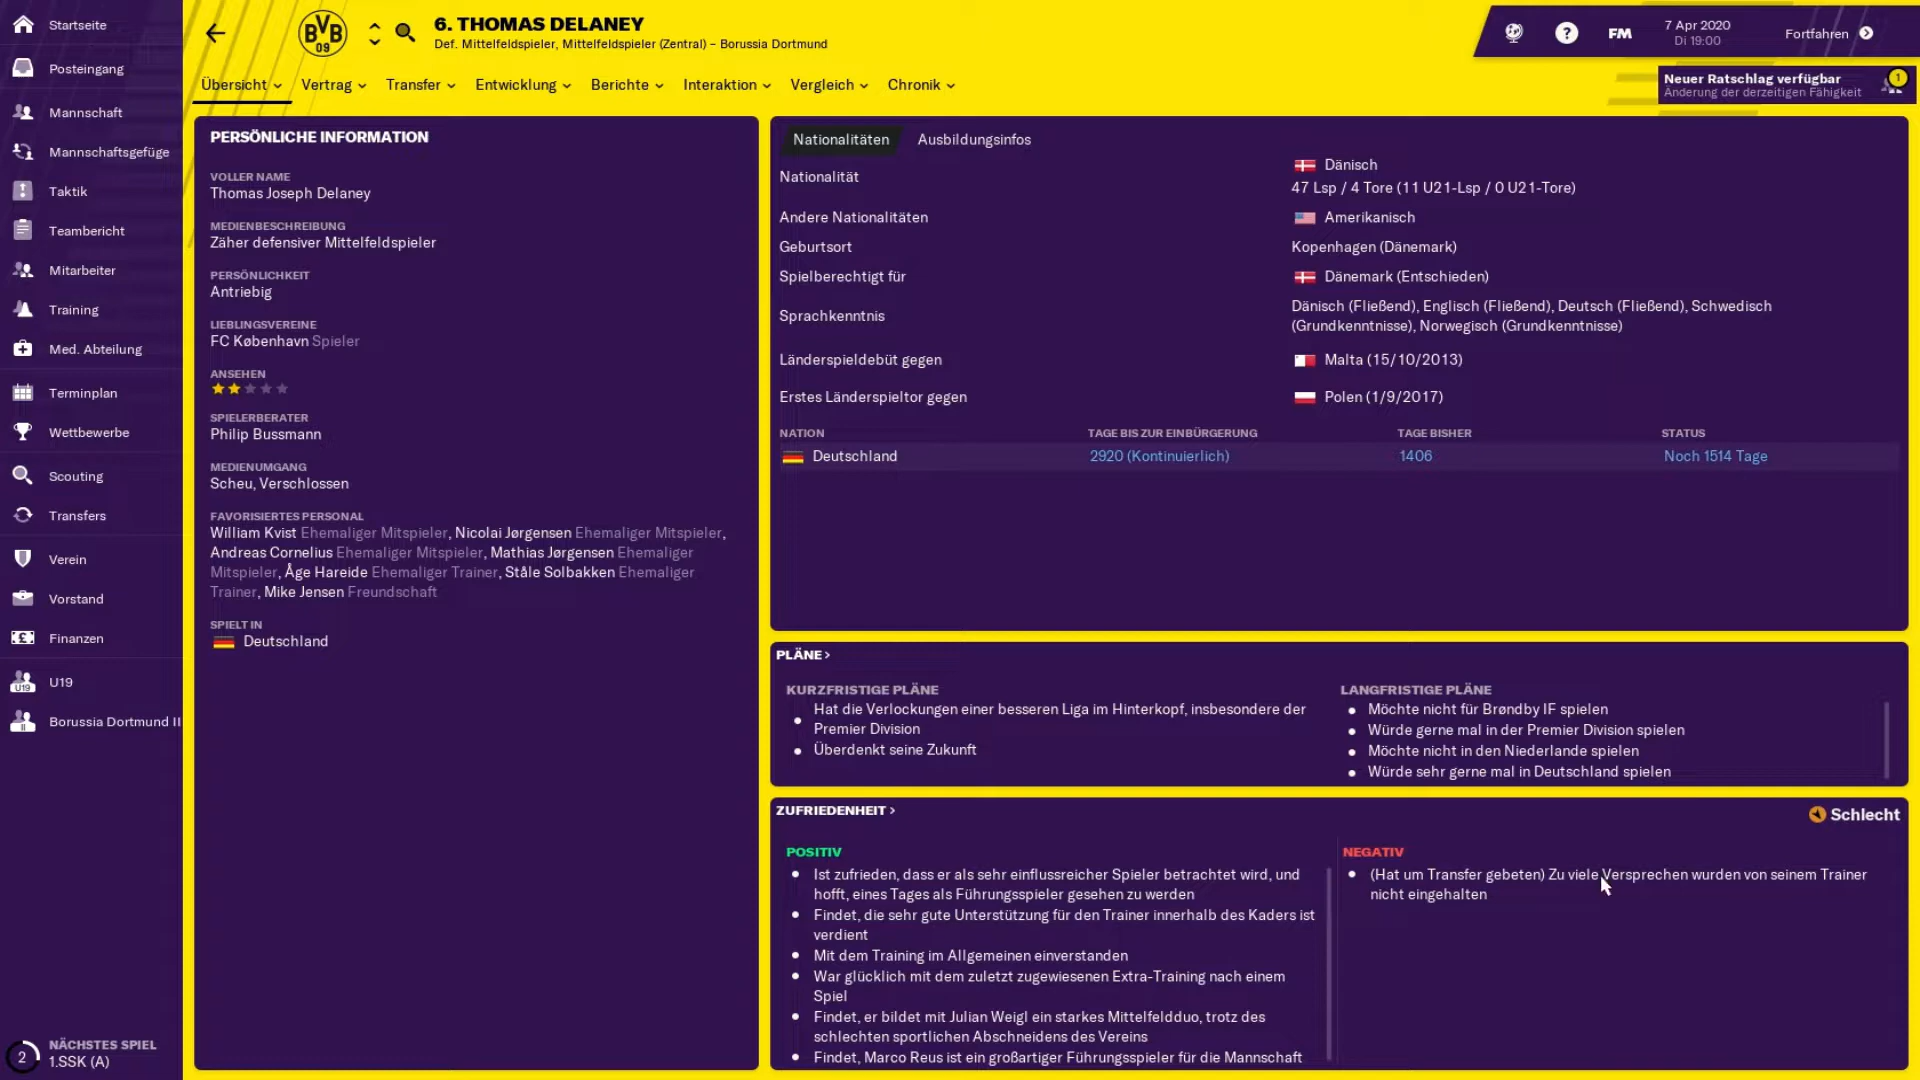 Startseite
Posteingang
Mannschaft
Mannschaftsgefüge
Taktik
Teambericht
Mitarbeiter
Training
Med. Abteilung
Terminplan
Wettbewerbe
Scouting
Transfers
Verein
Vorstand
Finanzen
U19
U19
Borussia Dortmund II
2
NÄCHSTES SPIEL
1.SSK (A)
BVB
09
6. THOMAS DELANEY
Def. Mittelfeldspieler, Mittelfeldspieler (Zentral) – Borussia Dortmund
?
FM
7 Apr 2020
Di 19:00
Fortfahren
Übersicht
Vertrag
Transfer
Entwicklung
Berichte
Interaktion
Vergleich
Chronik
Neuer Ratschlag verfügbar
Änderung der derzeitigen Fähigkeit
1
PERSÖNLICHE INFORMATION
VOLLER NAME
Thomas Joseph Delaney
MEDIENBESCHREIBUNG
Zäher defensiver Mittelfeldspieler
PERSÖNLICHKEIT
Antriebig
LIEBLINGSVEREINE
FC København Spieler
ANSEHEN
SPIELERBERATER
Philip Bussmann
MEDIENUMGANG
Scheu, Verschlossen
FAVORISIERTES PERSONAL
William Kvist Ehemaliger Mitspieler, Nicolai Jørgensen Ehemaliger Mitspieler,
Andreas Cornelius Ehemaliger Mitspieler, Mathias Jørgensen Ehemaliger
Mitspieler, Åge Hareide Ehemaliger Trainer, Ståle Solbakken Ehemaliger
Trainer, Mike Jensen Freundschaft
SPIELT IN
Deutschland
Nationalitäten
Ausbildungsinfos
Nationalität
Dänisch
47 Lsp / 4 Tore (11 U21-Lsp / 0 U21-Tore)
Andere Nationalitäten
Amerikanisch
Geburtsort
Kopenhagen (Dänemark)
Spielberechtigt für
Dänemark (Entschieden)
Sprachkenntnis
Dänisch (Fließend), Englisch (Fließend), Deutsch (Fließend), Schwedisch
(Grundkenntnisse), Norwegisch (Grundkenntnisse)
Länderspieldebüt gegen
Malta (15/10/2013)
Erstes Länderspieltor gegen
Polen (1/9/2017)
NATION
TAGE BIS ZUR EINBÜRGERUNG
TAGE BISHER
STATUS
Deutschland
2920 (Kontinuierlich)
1406
Noch 1514 Tage
PLÄNE >
KURZFRISTIGE PLÄNE
Hat die Verlockungen einer besseren Liga im Hinterkopf, insbesondere der
Premier Division
Überdenkt seine Zukunft
LANGFRISTIGE PLÄNE
Möchte nicht für Brøndby IF spielen
Würde gerne mal in der Premier Division spielen
Möchte nicht in den Niederlande spielen
Würde sehr gerne mal in Deutschland spielen
ZUFRIEDENHEIT >
Schlecht
POSITIV
Ist zufrieden, dass er als sehr einflussreicher Spieler betrachtet wird, und
hofft, eines Tages als Führungsspieler gesehen zu werden
Findet, die sehr gute Unterstützung für den Trainer innerhalb des Kaders ist
verdient
Mit dem Training im Allgemeinen einverstanden
War glücklich mit dem zuletzt zugewiesenen Extra-Training nach einem
Spiel
Findet, er bildet mit Julian Weigl ein starkes Mittelfeldduo, trotz des
schlechten sportlichen Abschneidens des Vereins
Findet, Marco Reus ist ein großartiger Führungsspieler für die Mannschaft
NEGATIV
(Hat um Transfer gebeten) Zu viele Versprechen wurden von seinem Trainer
nicht eingehalten